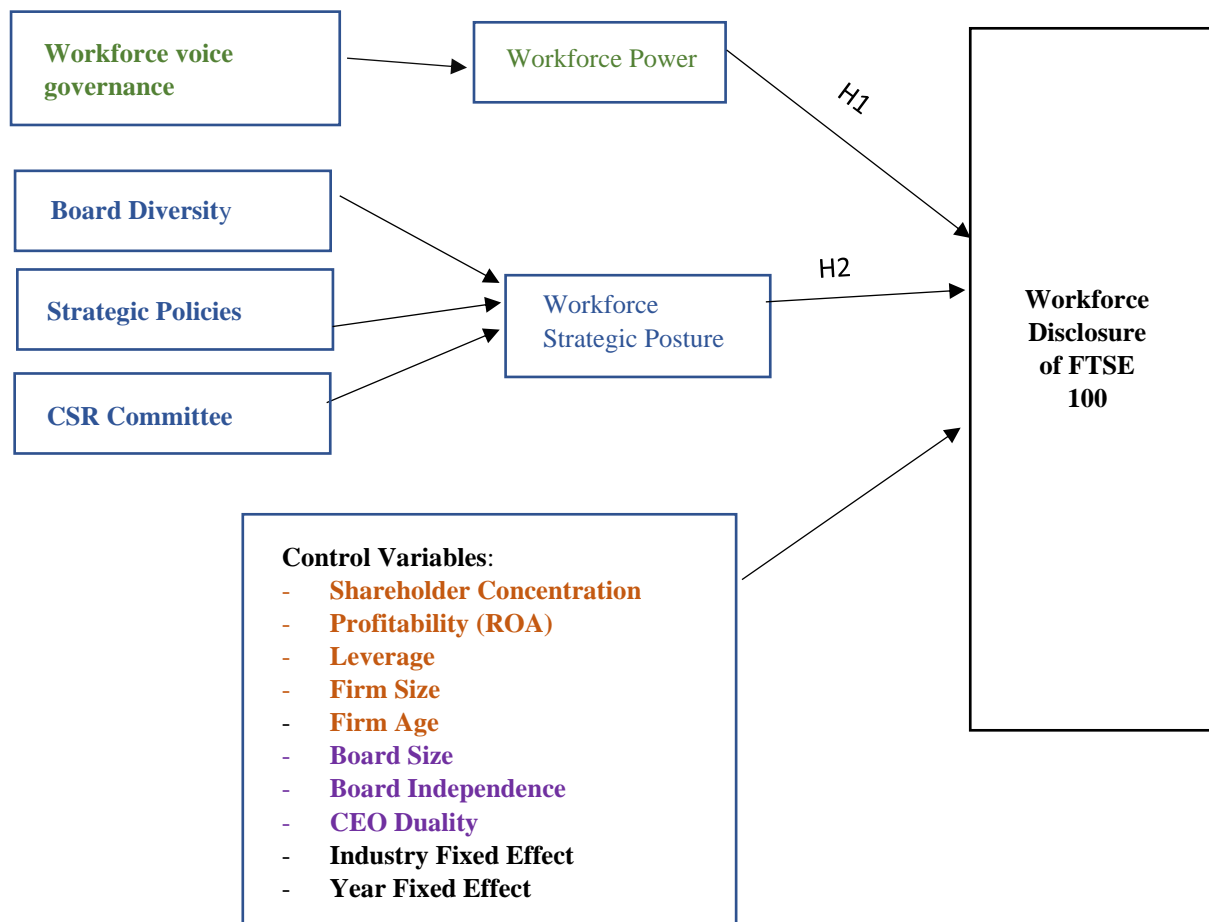 Workforce voice
governance
Workforce Power
H1
Board Diversity
Strategic Policies
CSR Committee
Workforce
Strategic Posture
H2
Workforce
Disclosure
of FTSE
100
Control Variables:
- Shareholder Concentration
- Profitability (ROA)
- Leverage
- Firm Size
- Firm Age
- Board Size
- Board Independence
- CEO Duality
- Industry Fixed Effect
- Year Fixed Effect